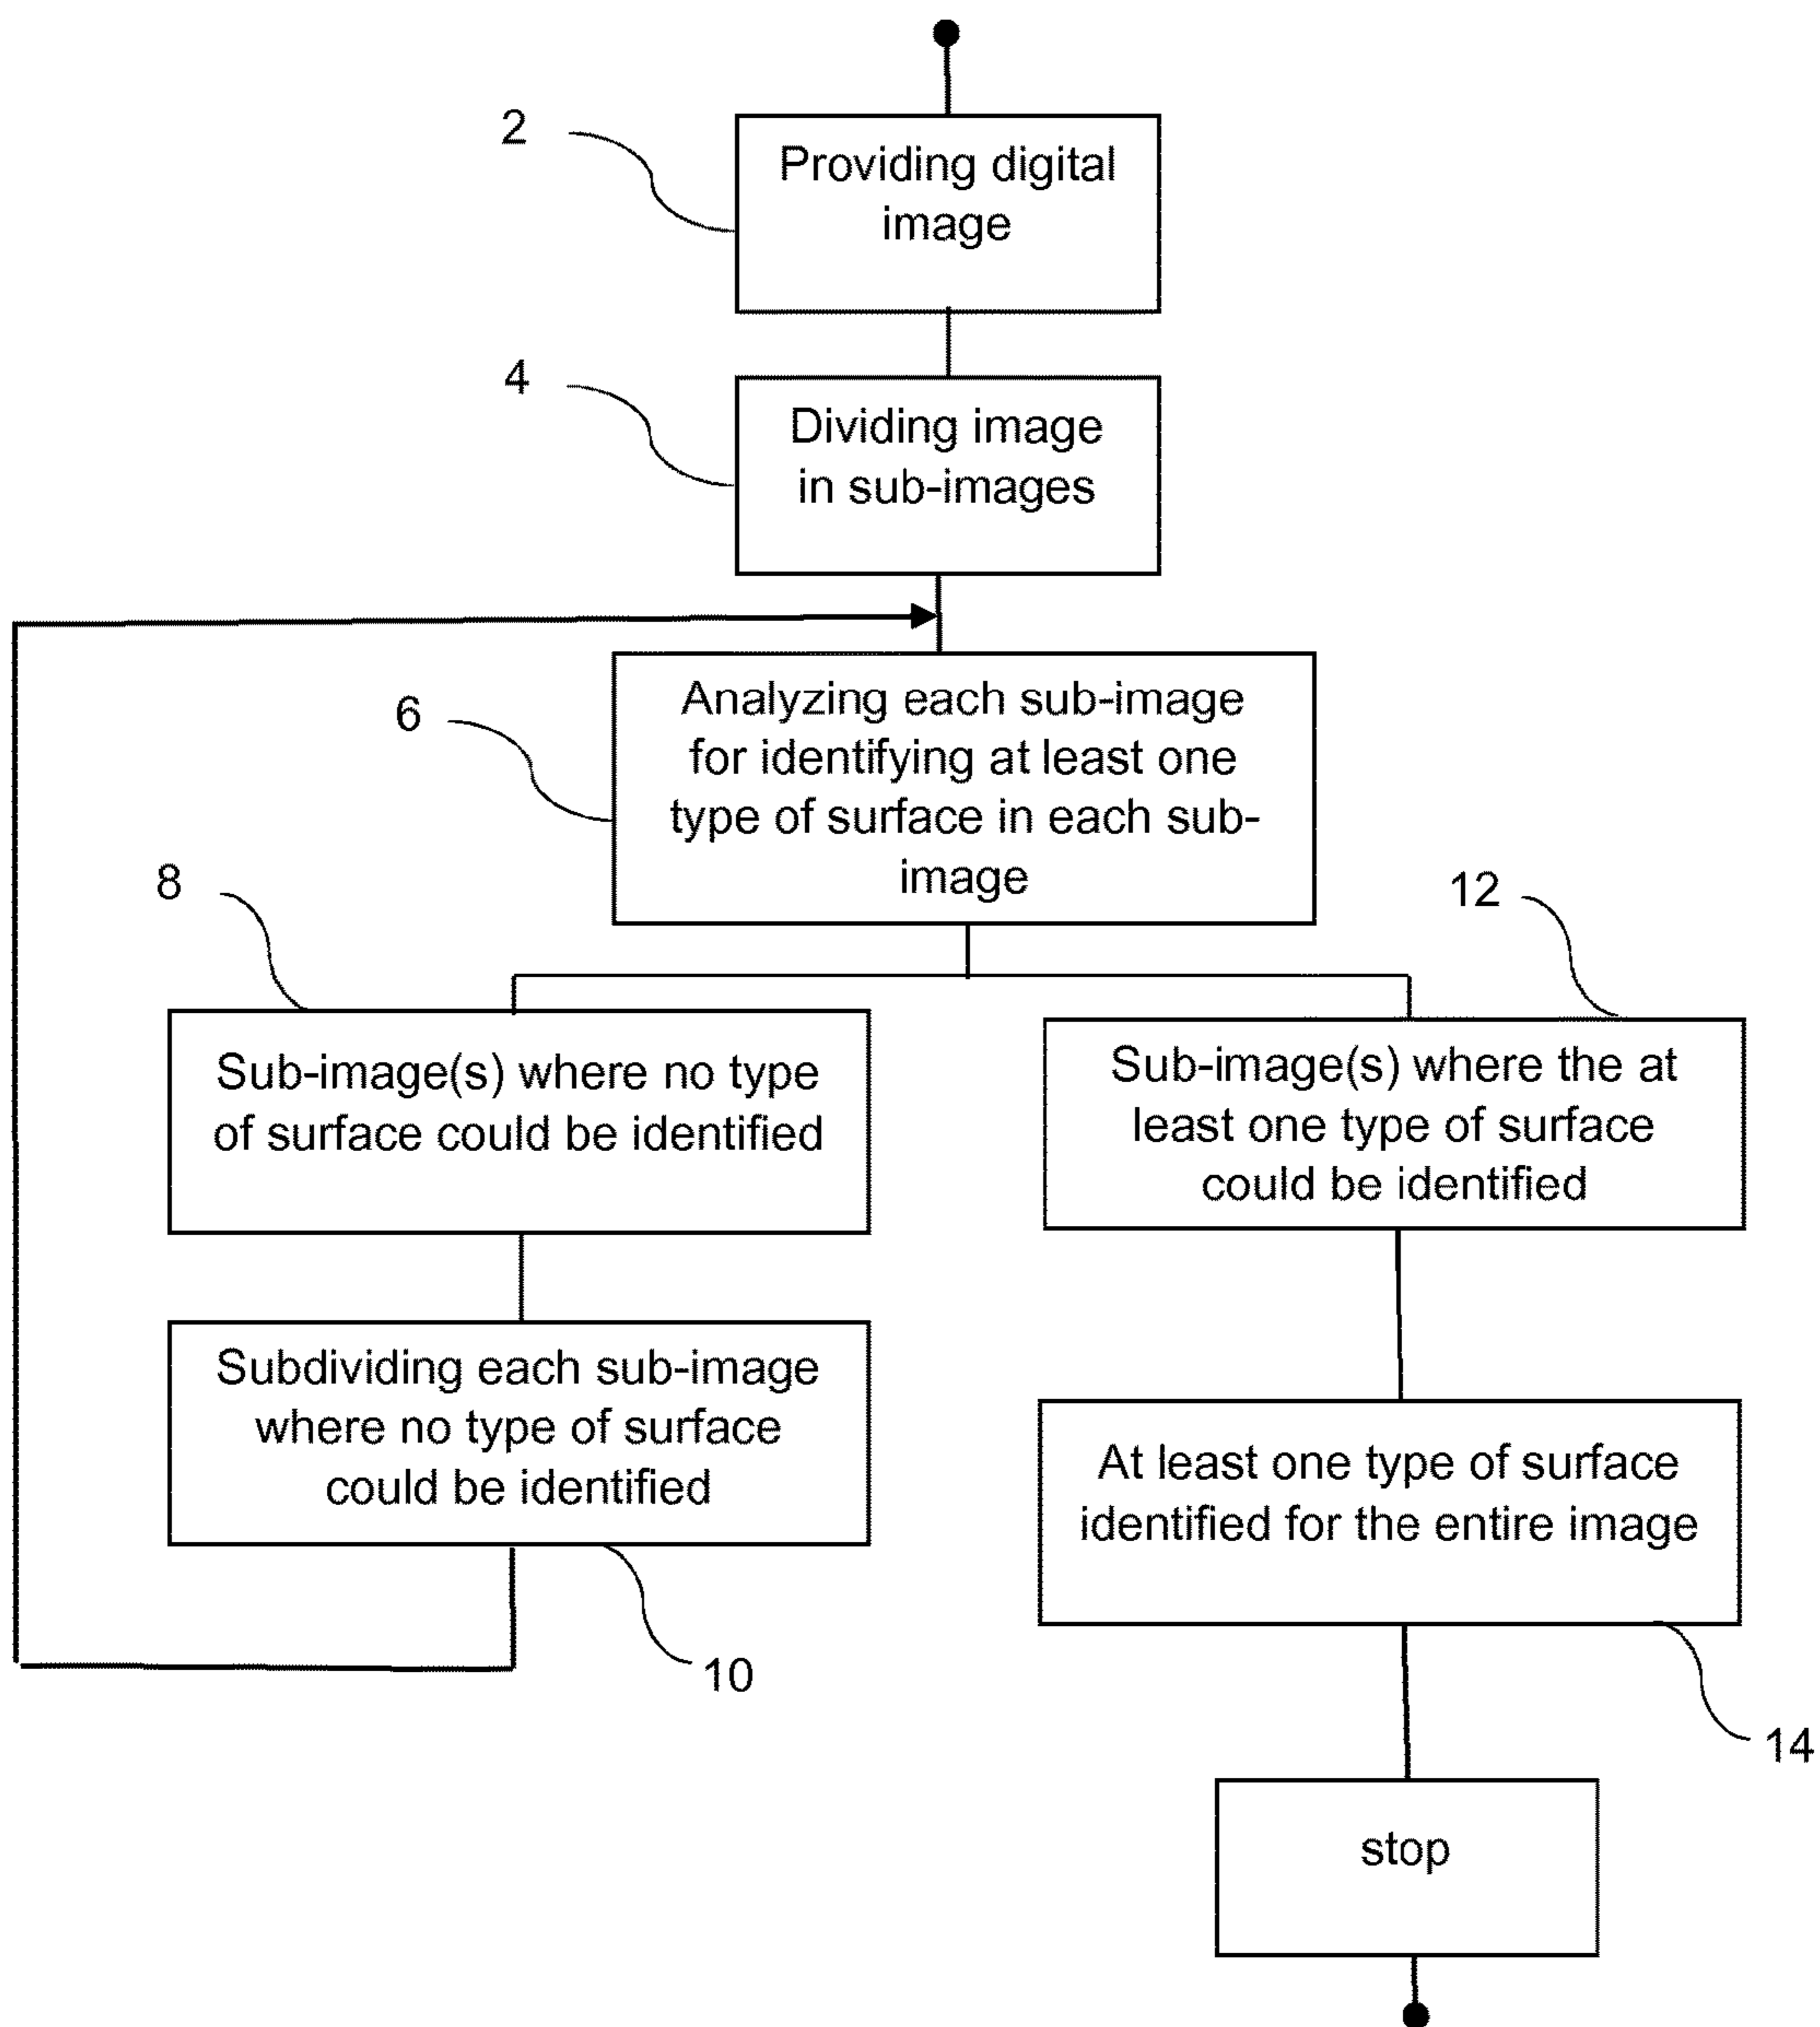 2
Providing digital
image
4
Dividing image
in sub-images
6
Analyzing each sub-image
for identifying at least one
type of surface in each sub-
image
8
12
Sub-image(s) where no type
of surface could be identified
Sub-image(s) where the at
least one type of surface
could be identified
Subdividing each sub-image
where no type of surface
could be identified
At least one type of surface
identified for the entire image
10
14
stop